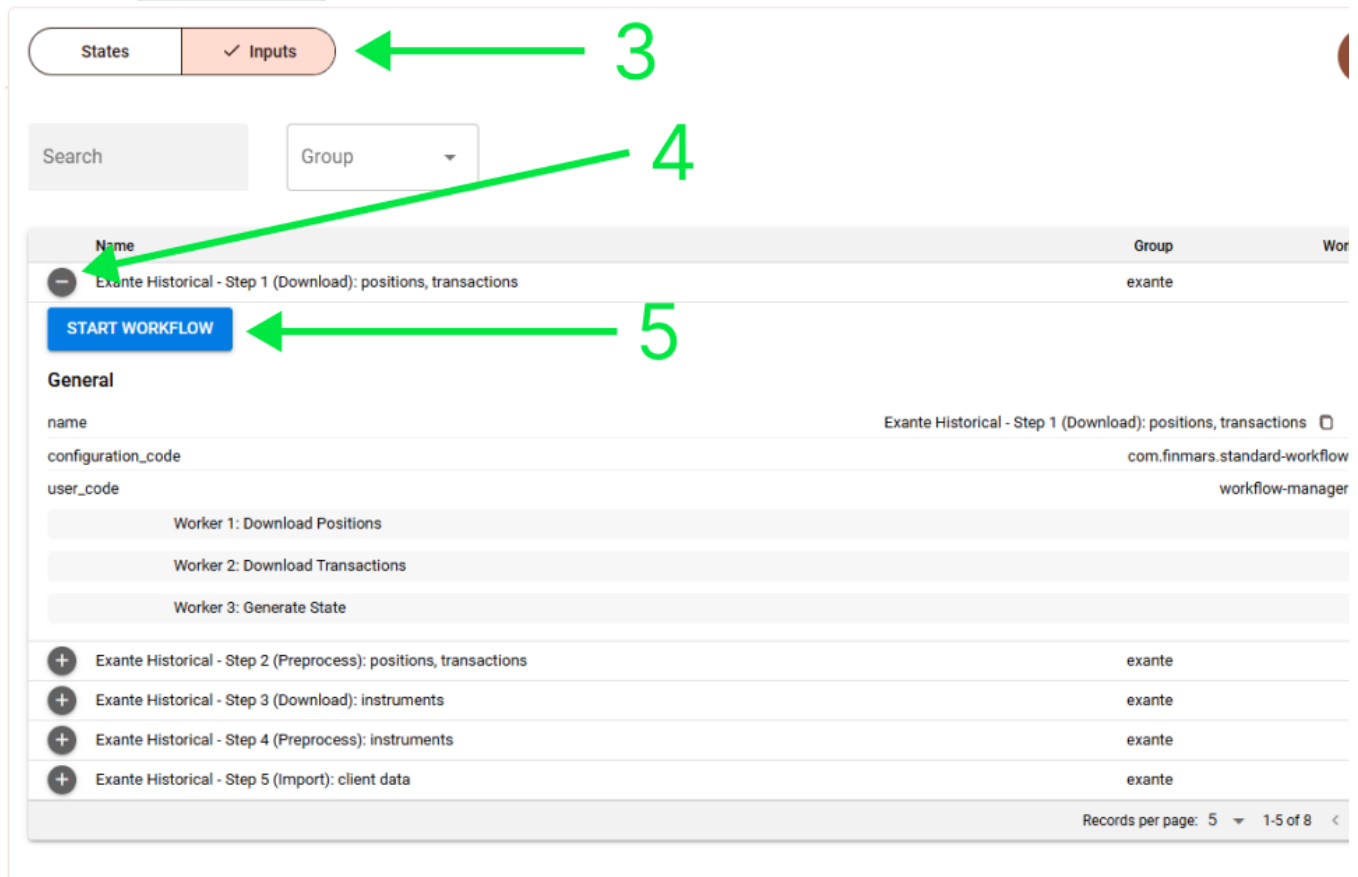 States Inputs 3
Search Group 4
Name Group Wor
Exante Historical - Step 1 (Download): positions, transactions exante
START WORKFLOW 5
General
name Exante Historical - Step 1 (Download): positions, transactions
configuration_code com.finmars.standard-workflow
user_code workflow-manager
Worker 1: Download Positions
Worker 2: Download Transactions
Worker 3: Generate State
Exante Historical - Step 2 (Preprocess): positions, transactions exante
Exante Historical - Step 3 (Download): instruments exante
Exante Historical - Step 4 (Preprocess): instruments exante
Exante Historical - Step 5 (Import): client data exante
Records per page: 5 1-5 of 8